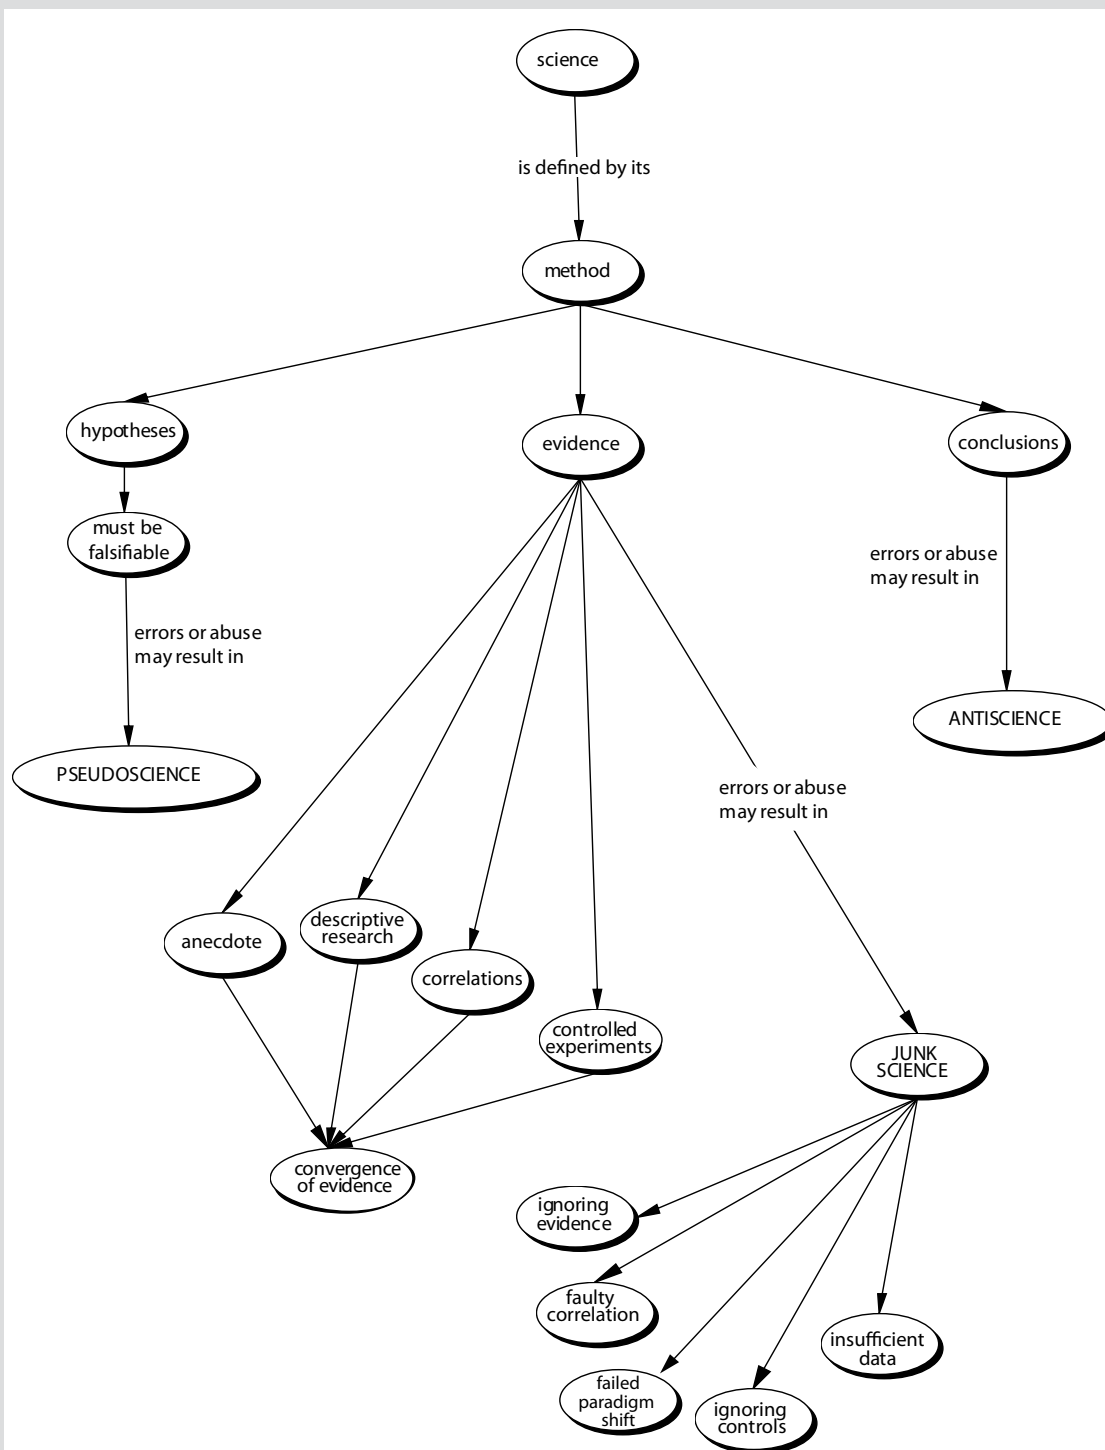 science
is defined by its
method
hypotheses
evidence
conclusions
must be
falsifiable
errors or abuse
may result in
errors or abuse
may result in
PSEUDOSCIENCE
ANTISCIENCE
errors or abuse
may result in
anecdote
descriptive
research
correlations
controlled
experiments
JUNK
SCIENCE
convergence
of evidence
ignoring
evidence
faulty
correlation
insufficient
data
failed
paradigm
shift
ignoring
controls